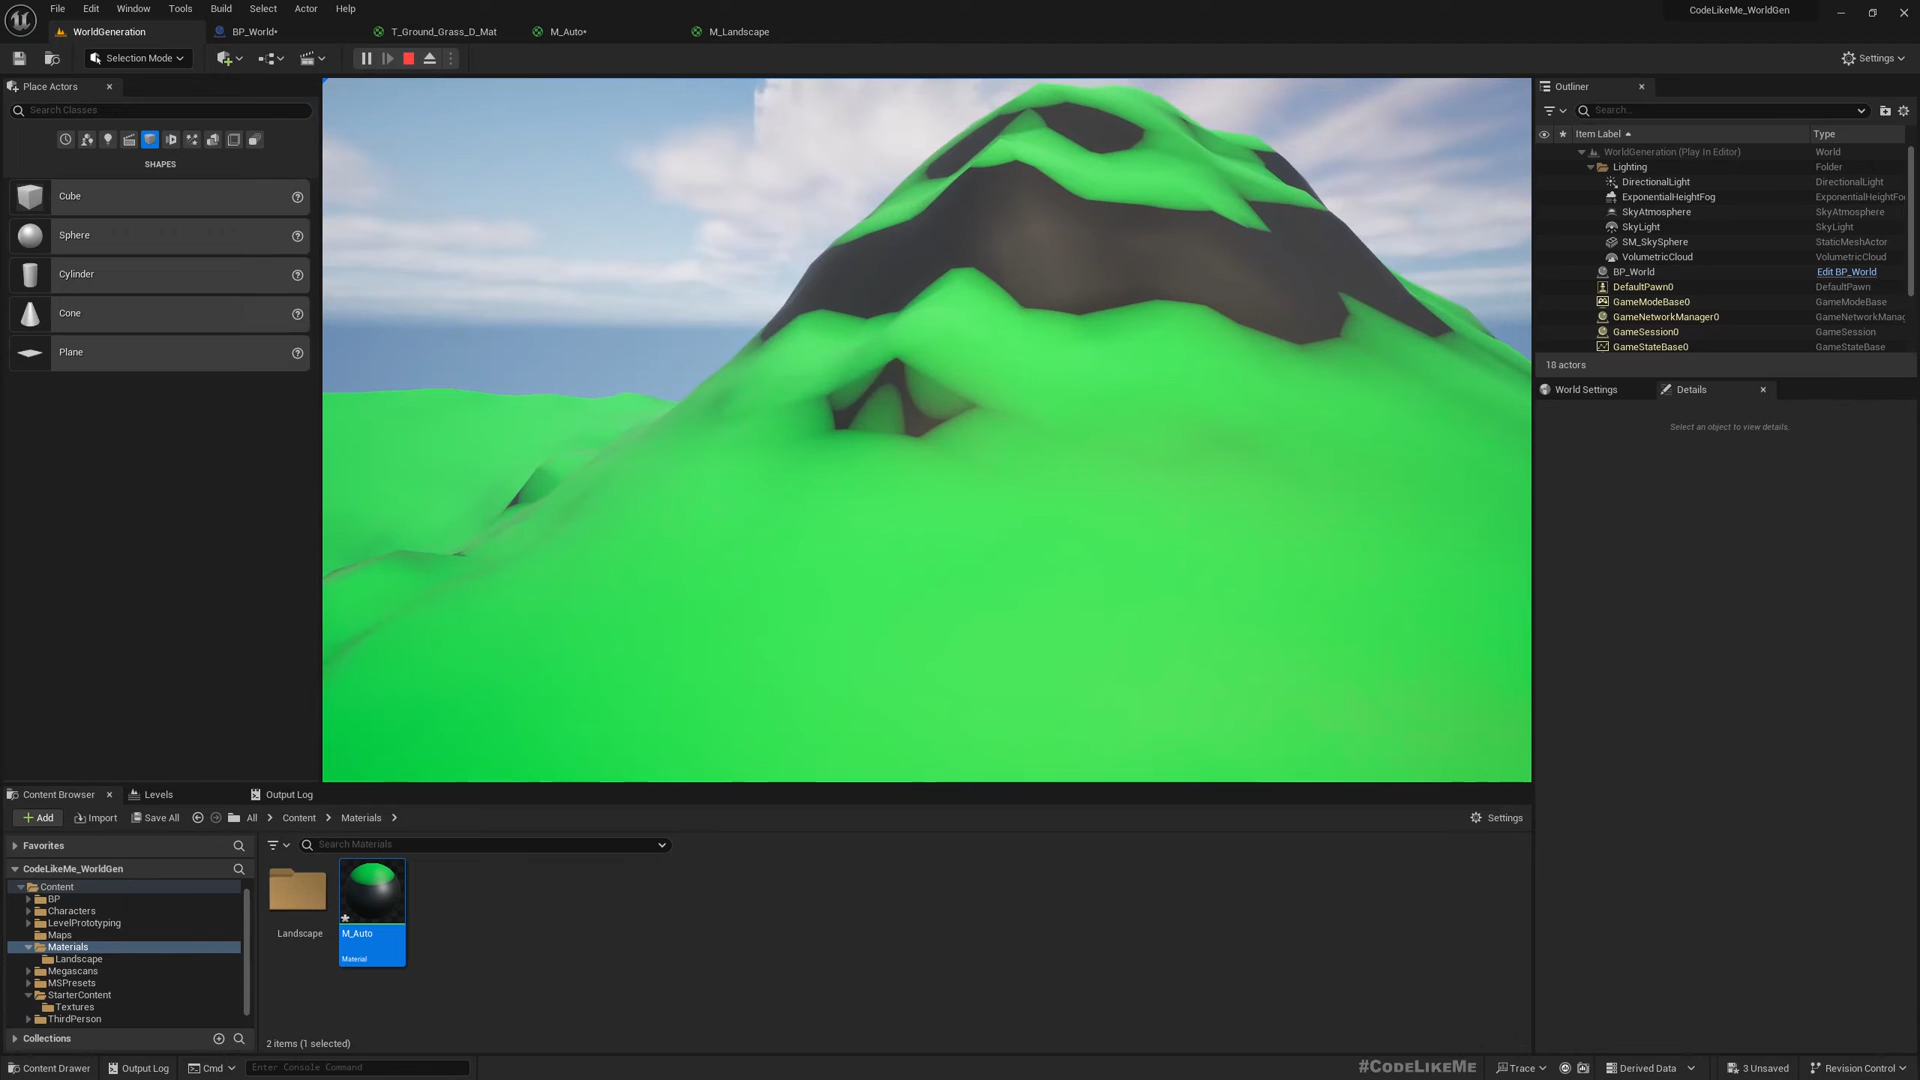 File Edit Window Tools Build Select Actor Help
CodeLikeMe_WorldGen
WorldGeneration
BP_World*
T_Ground_Grass_D_Mat
M_Auto*
M_Landscape
Selection Mode
Settings
Place Actors
Search Classes
SHAPES
Cube
Sphere
Cylinder
Cone
Plane
Outliner
Search...
Item Label
Type
WorldGeneration (Play In Editor)
World
Lighting
Folder
DirectionalLight
DirectionalLight
ExponentialHeightFog
ExponentialHeightFo
SkyAtmosphere
SkyAtmosphere
SkyLight
SkyLight
SM_SkySphere
StaticMeshActor
VolumetricCloud
VolumetricCloud
BP_World
Edit BP_World
DefaultPawn0
DefaultPawn
GameModeBase0
GameModeBase
GameNetworkManager0
GameNetworkManag
GameSession0
GameSession
GameStateBase0
GameStateBase
18 actors
World Settings
Details
Select an object to view details.
Content Browser
Levels
Output Log
Add
Import
Save All
All
Content
Materials
Settings
Favorites
Search Materials
CodeLikeMe_WorldGen
Content
BP
Characters
LevelPrototyping
Maps
Materials
Landscape
Megascans
MSPresets
StarterContent
Textures
ThirdPerson
Collections
Landscape
M_Auto
Material
2 items (1 selected)
Content Drawer
Output Log
Cmd
Enter Console Command
#CodeLikeMe
Trace
Derived Data
3 Unsaved
Revision Control